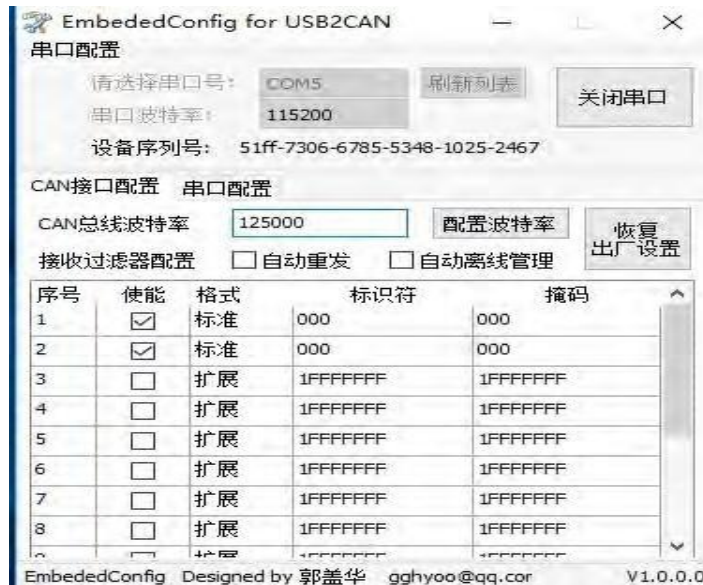 EmbededConfig for USB2CAN
串口配置
请选择串口号: COM5 刷新列表 关闭串口
串口波特率: 115200
设备序列号: 51ff-7306-6785-5348-1025-2467
CAN接口配置 串口配置
CAN总线波特率 125000 配置波特率 恢复出厂设置
接收过滤器配置 自动重发 自动离线管理
序号 使能 格式 标识符 掩码
1 标准 000 000
2 标准 000 000
3 扩展 1FFFFFFF 1FFFFFFF
4 扩展 1FFFFFFF 1FFFFFFF
5 扩展 1FFFFFFF 1FFFFFFF
6 扩展 1FFFFFFF 1FFFFFFF
7 扩展 1FFFFFFF 1FFFFFFF
8 扩展 1FFFFFFF 1FFFFFFF
EmbededConfig Designed by 郭盖华 gghyoo@qq.cor V1.0.0.0